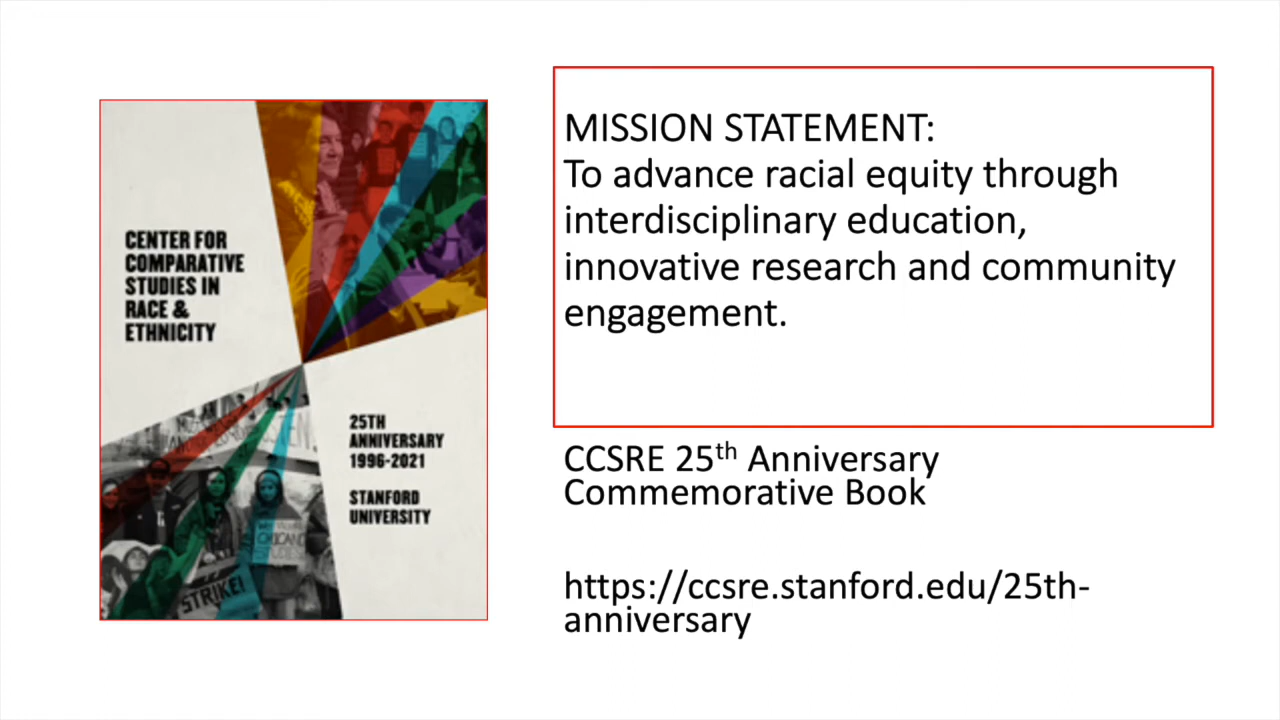 CENTER FOR
COMPARATIVE
STUDIES IN
RACE &
ETHNICITY
25TH
ANNIVERSARY
1996-2021
STANFORD
UNIVERSITY
CHICANO
STUDIES
STRIKE!
MISSION STATEMENT:
To advance racial equity through
interdisciplinary education,
innovative research and community
engagement.
CCSRE 25th Anniversary
Commemorative Book
https://ccsre.stanford.edu/25th-
anniversary